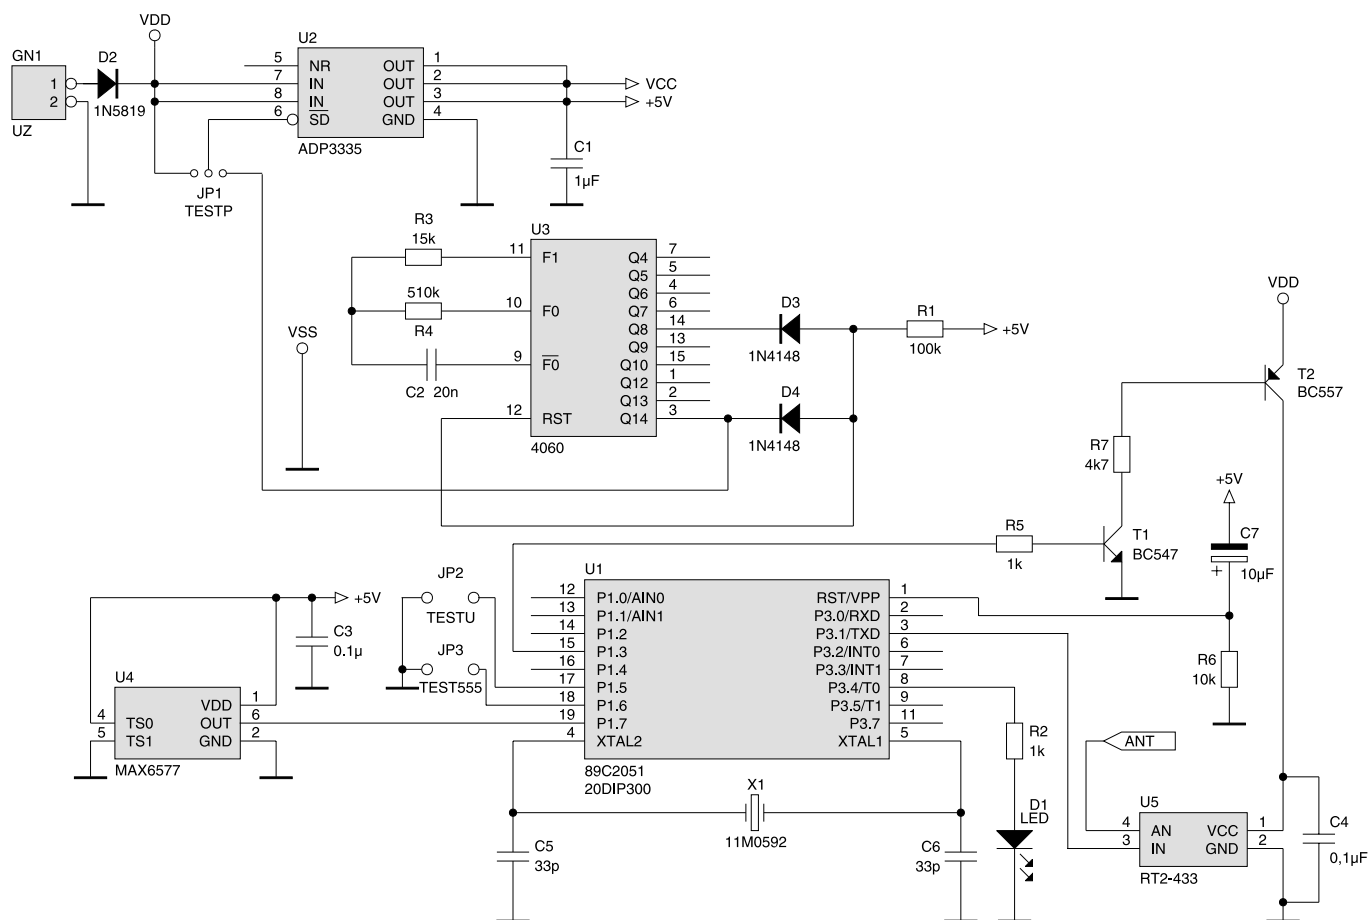 VDD
GN1
1
2
UZ
D2
1N5819
U2
5 NR OUT 1
7 IN OUT 2
8 IN OUT 3
6 SD GND 4
ADP3335
VCC
+5V
C1
1µF
JP1
TESTP
U3
R3
15k
11 F1 Q4 7
Q5 5
Q6 4
510k
10 F0 Q7 6
R4
Q8 14
Q9 13
9 F0 Q10 15
C2 20n
Q12 1
Q13 2
12 RST Q14 3
4060
VSS
D3
1N4148
D4
1N4148
R1
100k
+5V
VDD
T2
BC557
R7
4k7
+5V
T1
BC547
C7
+ 10µF
R5
1k
R6
10k
+5V
C3
0.1µ
JP2
TESTU
JP3
TEST555
U4
VDD 1
4 TS0 OUT 6
5 TS1 GND 2
MAX6577
U1
12 P1.0/AIN0 RST/VPP 1
13 P1.1/AIN1 P3.0/RXD 2
14 P1.2 P3.1/TXD 3
15 P1.3 P3.2/INT0 6
16 P1.4 P3.3/INT1 7
17 P1.5 P3.4/T0 8
18 P1.6 P3.5/T1 9
19 P1.7 P3.7 11
4 XTAL2 XTAL1 5
89C2051
20DIP300
X1
11M0592
C5
33p
C6
33p
R2
1k
D1
LED
ANT
U5
4 AN VCC 1
3 IN GND 2
RT2-433
C4
0,1µF